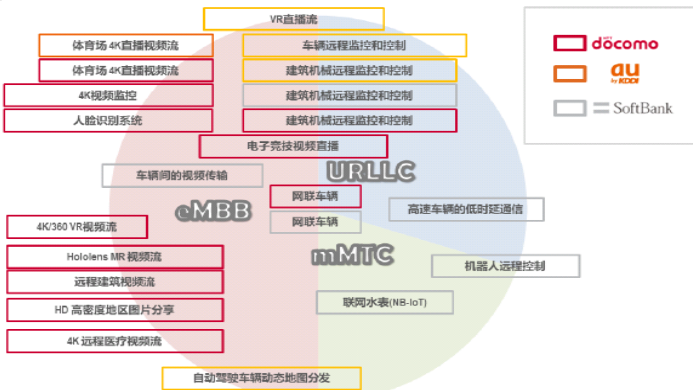 VR直播流
体育场 4K直播视频流
车辆远程监控和控制
体育场 4K直播视频流
建筑机械远程监控和控制
4K视频监控
建筑机械远程监控和控制
人脸识别系统
建筑机械远程监控和控制
电子竞技视频直播
URLLC
车辆间的视频传输
网联车辆
eMBB
高速车辆的低时延通信
4K/360 VR视频流
网联车辆
Hololens MR 视频流
mMTC
机器人远程控制
远程建筑视频流
HD 高密度地区图片分享
联网水表(NB-IoT)
4K 远程医疗视频流
自动驾驶车辆动态地图分发
döcomo
au
by KDDI
SoftBank